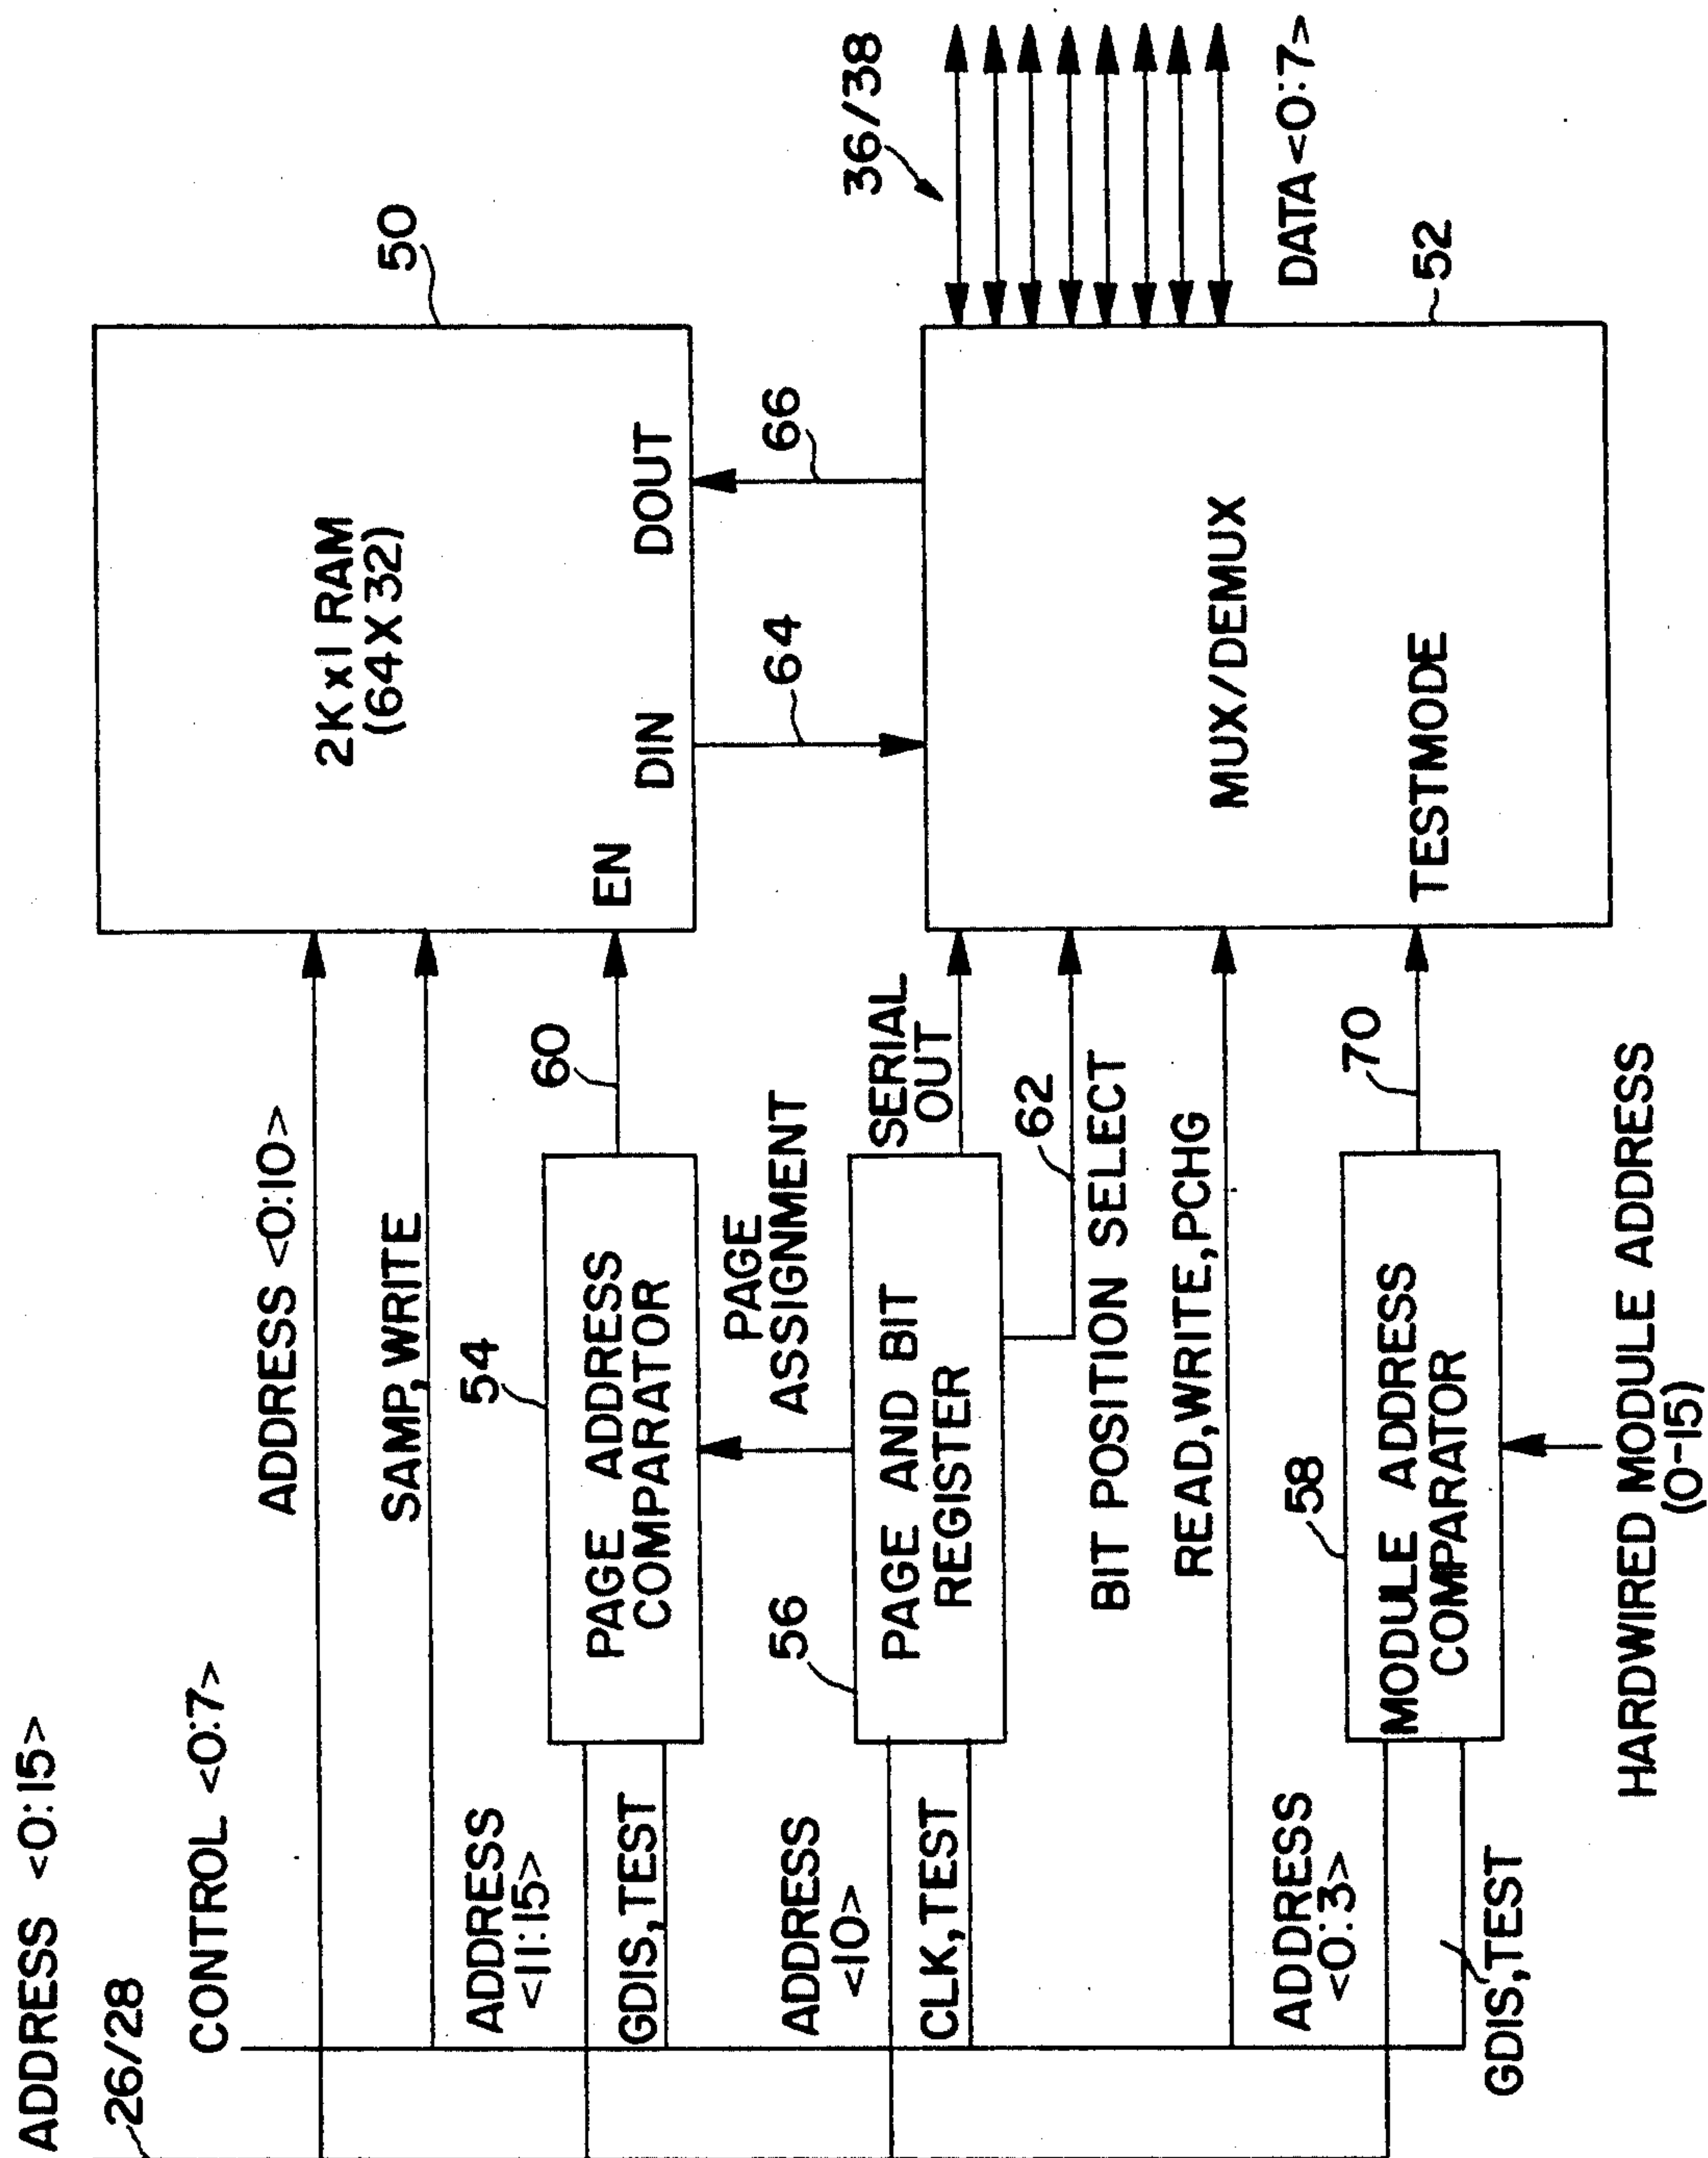 ADDRESS <0:15>
26/28
CONTROL <0:7>
ADDRESS <0:10>
SAMP,WRITE
50
2K x 1 RAM
(64 X 32)
EN
DIN
DOUT
ADDRESS
<11:15>
GDIS,TEST
54
PAGE ADDRESS
COMPARATOR
60
PAGE
ASSIGNMENT
64
66
ADDRESS
<10>
CLK,TEST
56
PAGE AND BIT
REGISTER
SERIAL
OUT
62
BIT POSITION SELECT
READ,WRITE,PCHG
36/38
DATA <0:7>
52
MUX/DEMUX
TESTMODE
ADDRESS
<0:3>
GDIS,TEST
58
MODULE ADDRESS
COMPARATOR
70
HARDWIRED MODULE ADDRESS
(0-15)